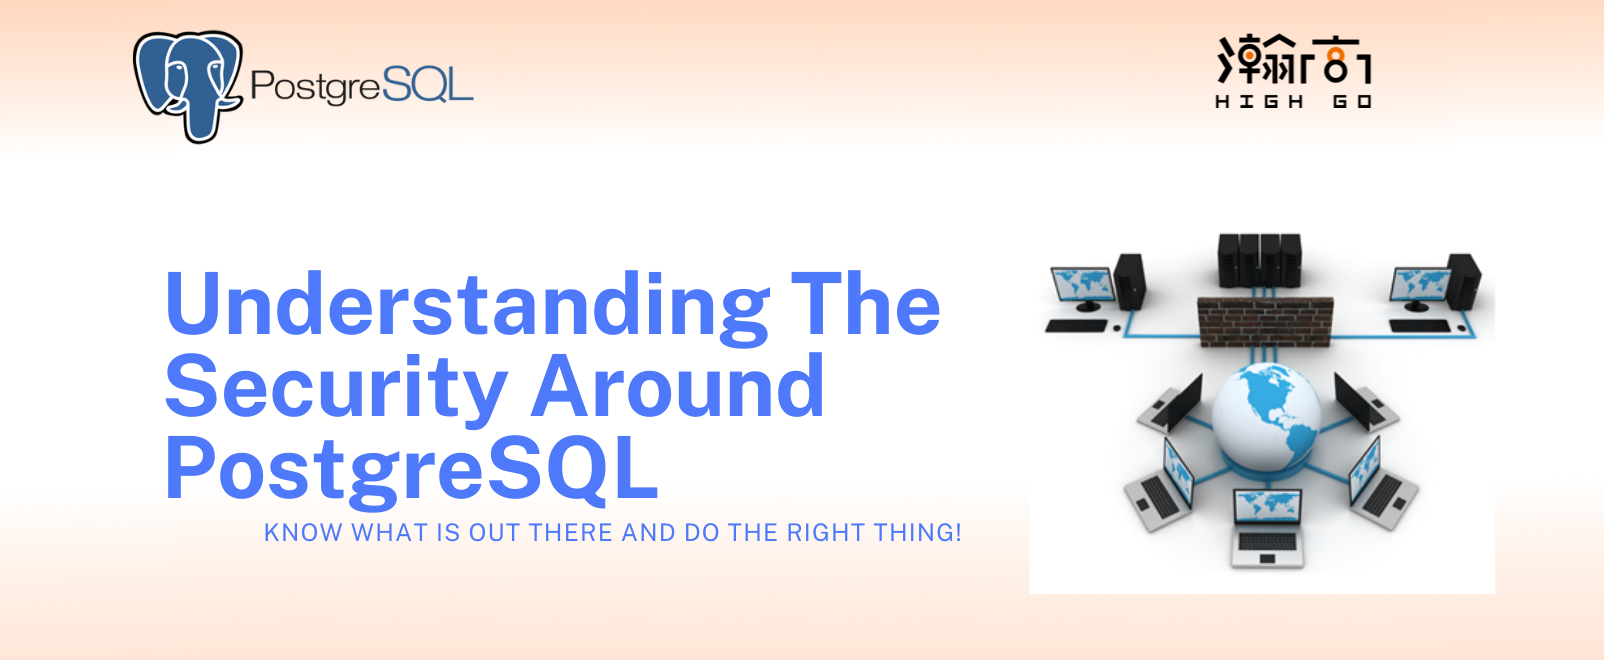 PostgreSQL
瀚高
HIGH GO
Understanding The
Security Around
PostgreSQL
KNOW WHAT IS OUT THERE AND DO THE RIGHT THING!